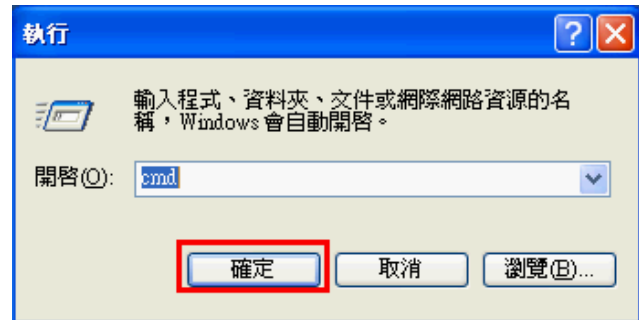 執行
輸入程式、資料夾、文件或網際網路資源的名
稱，Windows 會自動開啟。
開啟(O):
cmd
確定
取消
瀏覽(B)...